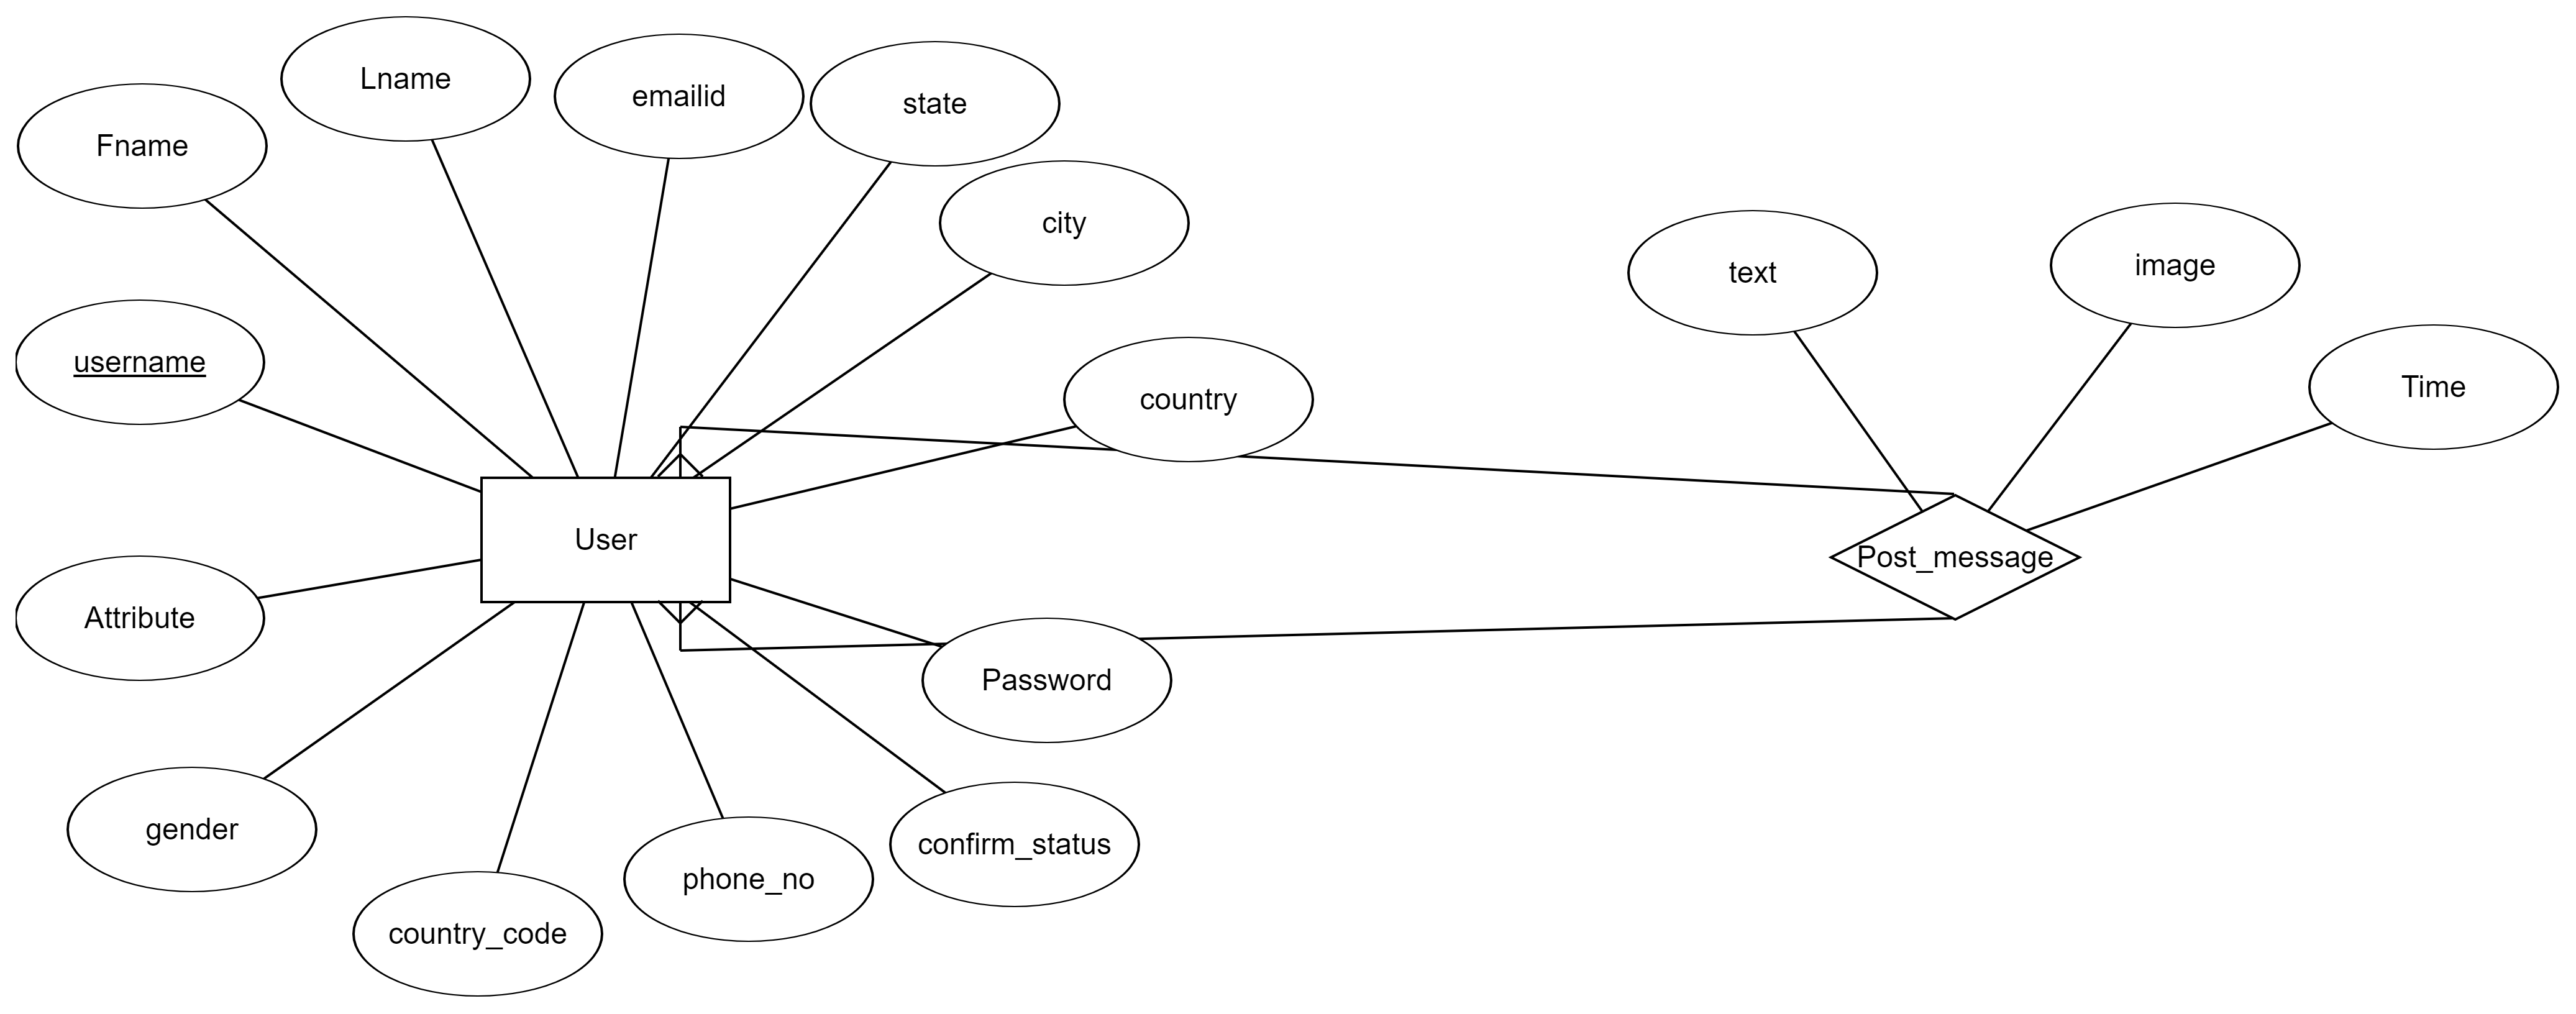 Lname
emailid
state
Fname
city
text
image
username
country
Time
User
Post_message
Attribute
Password
gender
confirm_status
phone_no
country_code